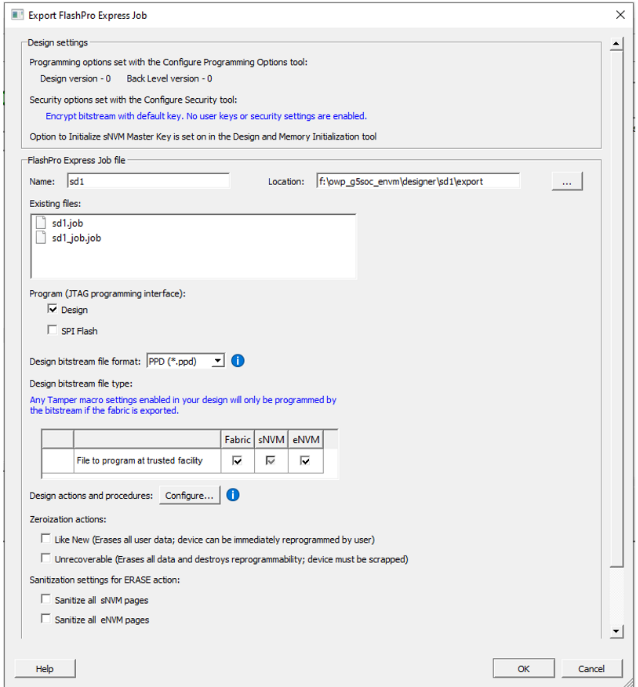 Export FlashPro Express Job
Design settings
Programming options set with the Configure Programming Options tool:
Design version - 0 Back Level version - 0
Security options set with the Configure Security tool:
Encrypt bitstream with default key. No user keys or security settings are enabled.
Option to Initialize sNVM Master Key is set on in the Design and Memory Initialization tool
FlashPro Express Job file
Name: sd1 Location: f:\owp_g5soc_envm\designer\sd1\export ...
Existing files:
sd1.job
sd1_job.job
Program (JTAG programming interface):
Design
SPI Flash
Design bitstream file format: PPD (*.ppd)
Design bitstream file type:
Any Tamper macro settings enabled in your design will only be programmed by
the bitstream if the fabric is exported.
Fabric sNVM eNVM
File to program at trusted facility
Design actions and procedures: Configure...
Zeroization actions:
Like New (Erases all user data; device can be immediately reprogrammed by user)
Unrecoverable (Erases all data and destroys reprogrammability; device must be scrapped)
Sanitization settings for ERASE action:
Sanitize all sNVM pages
Sanitize all eNVM pages
Help OK Cancel